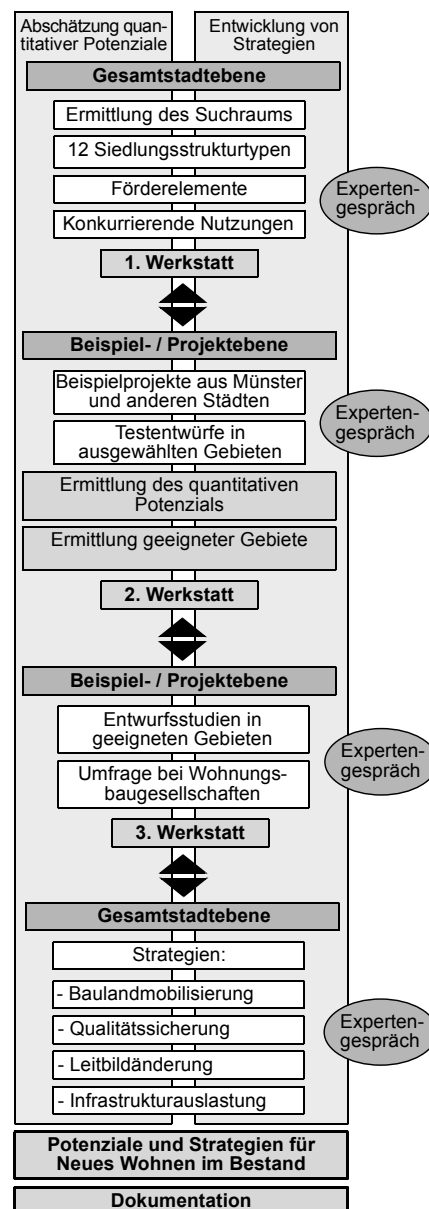 Abschätzung quan-
titativer Potenziale
Entwicklung von
Strategien
Gesamtstadtebene
Ermittlung des Suchraums
12 Siedlungsstrukturtypen
Förderelemente
Konkurrierende Nutzungen
Experten-
gespräch
1. Werkstatt
Beispiel- / Projektebene
Beispielprojekte aus Münster
und anderen Städten
Testentwürfe in
ausgewählten Gebieten
Experten-
gespräch
Ermittlung des quantitativen
Potenzials
Ermittlung geeigneter Gebiete
2. Werkstatt
Beispiel- / Projektebene
Entwurfsstudien in
geeigneten Gebieten
Umfrage bei Wohnungs-
baugesellschaften
Experten-
gespräch
3. Werkstatt
Gesamtstadtebene
Strategien:
- Baulandmobilisierung
- Qualitätssicherung
- Leitbildänderung
- Infrastrukturauslastung
Experten-
gespräch
Potenziale und Strategien für
Neues Wohnen im Bestand
Dokumentation